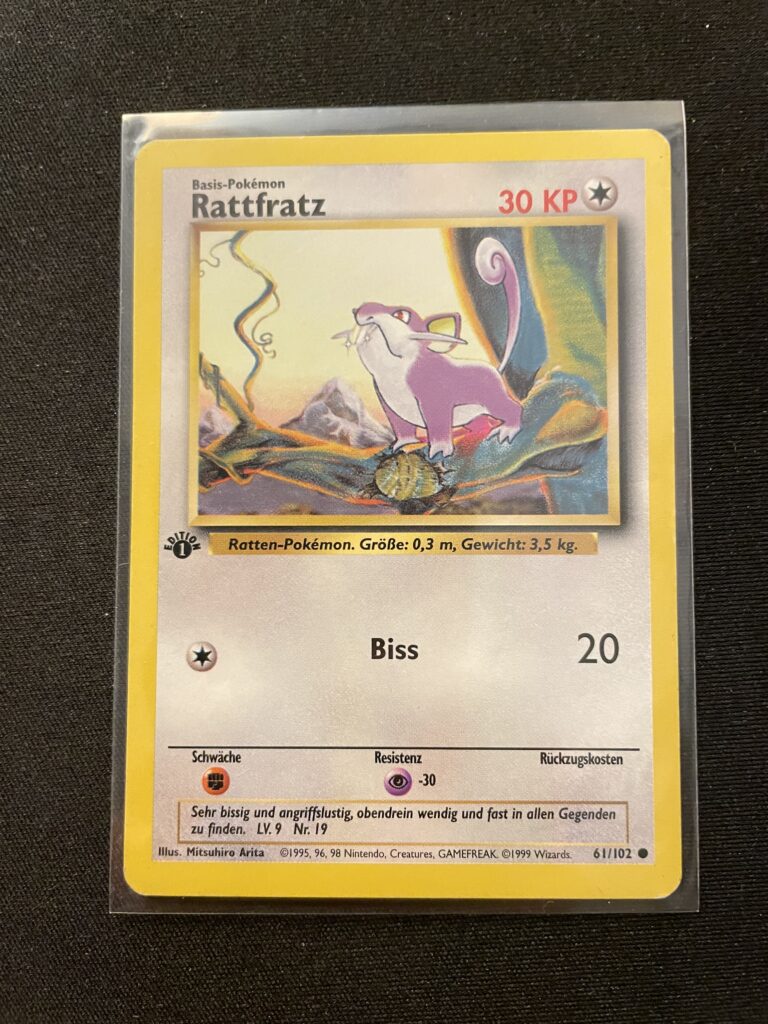 Basis-Pokémon
Rattfratz
30 KP
EDITION
1
Ratten-Pokémon. Größe: 0,3 m, Gewicht: 3,5 kg.
Biss 20
Schwäche Resistenz Rückzugskosten
-30
Sehr bissig und angriffslustig, obendrein wendig und fast in allen Gegenden
zu finden. LV. 9 Nr. 19
Illus. Mitsuhiro Arita ©1995, 96, 98 Nintendo, Creatures, GAMEFREAK. ©1999 Wizards. 61/102